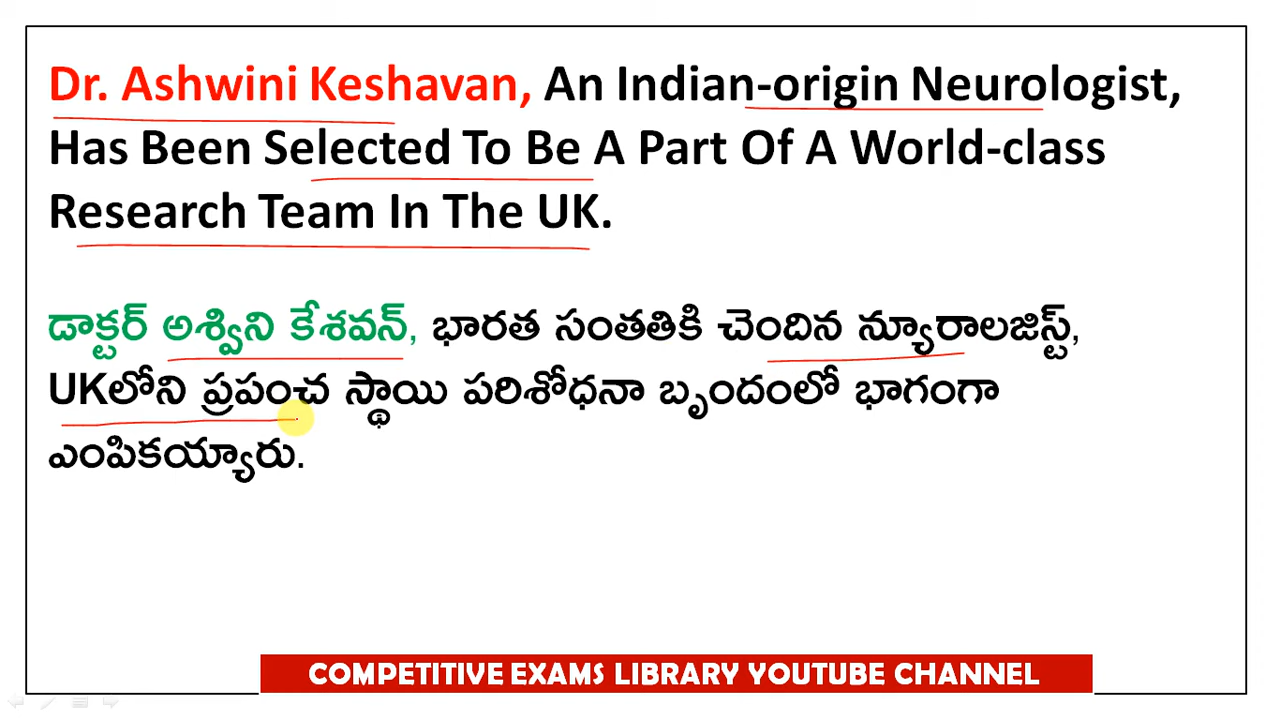 Dr. Ashwini Keshavan, An Indian-origin Neurologist,
Has Been Selected To Be A Part Of A World-class
Research Team In The UK.
డాక్టర్ అశ్విని కేశవన్, భారత సంతతికి చెందిన న్యూరాలజిస్ట్,
UKలోని ప్రపంచ స్థాయి పరిశోధనా బృందంలో భాగంగా
ఎంపికయ్యారు.
COMPETITIVE EXAMS LIBRARY YOUTUBE CHANNEL